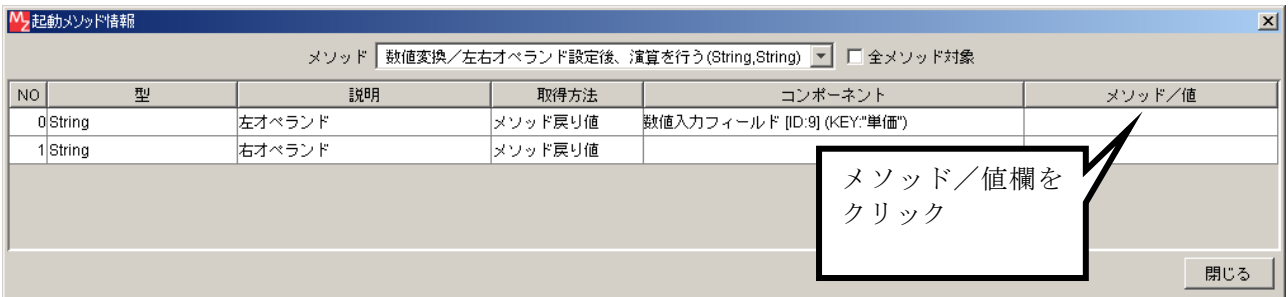 起動メソッド情報
メソッド 数値変換／左右オペランド設定後、演算を行う(String,String) 全メソッド対象
NO 型 説明 取得方法 コンポーネント メソッド／値
0 String 左オペランド メソッド戻り値 数値入力フィールド [ID:9] (KEY:"単価")
1 String 右オペランド メソッド戻り値
メソッド／値欄を
クリック
閉じる